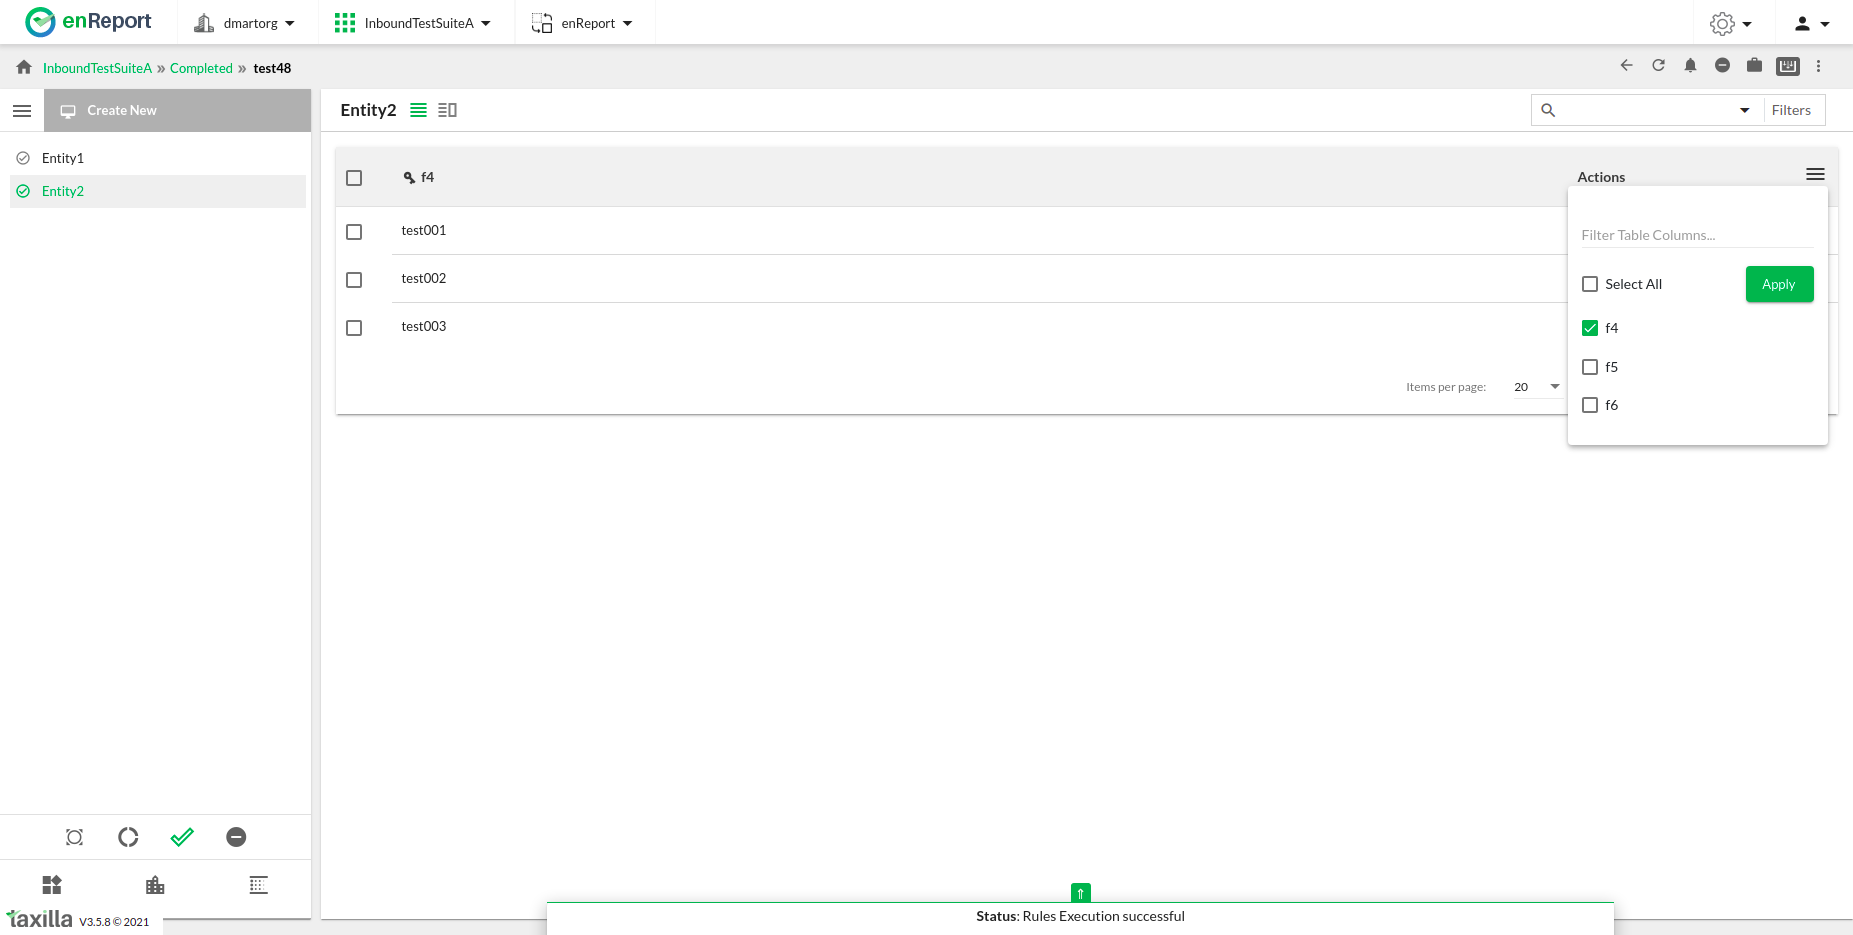 enReport
dmartorg
InboundTestSuiteA
enReport
InboundTestSuiteA » Completed » test48
Create New
Entity1
Entity2
Entity2
Filters
f4
Actions
test001
test002
test003
Items per page: 20
Filter Table Columns...
Select All
Apply
f4
f5
f6
taxilla V3.5.8 © 2021
Status: Rules Execution successful